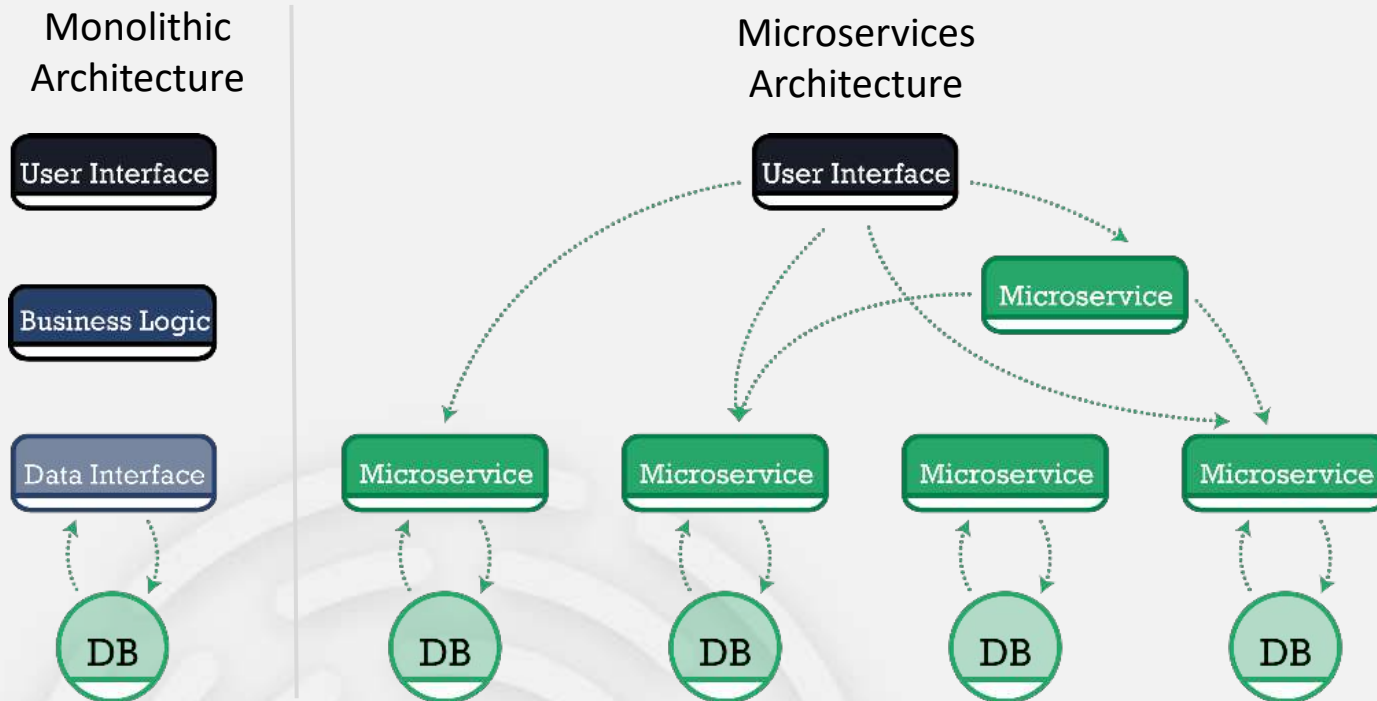 Monolithic
Architecture
User Interface
Business Logic
Data Interface
DB
Microservices
Architecture
User Interface
Microservice
Microservice
Microservice
Microservice
Microservice
DB
DB
DB
DB